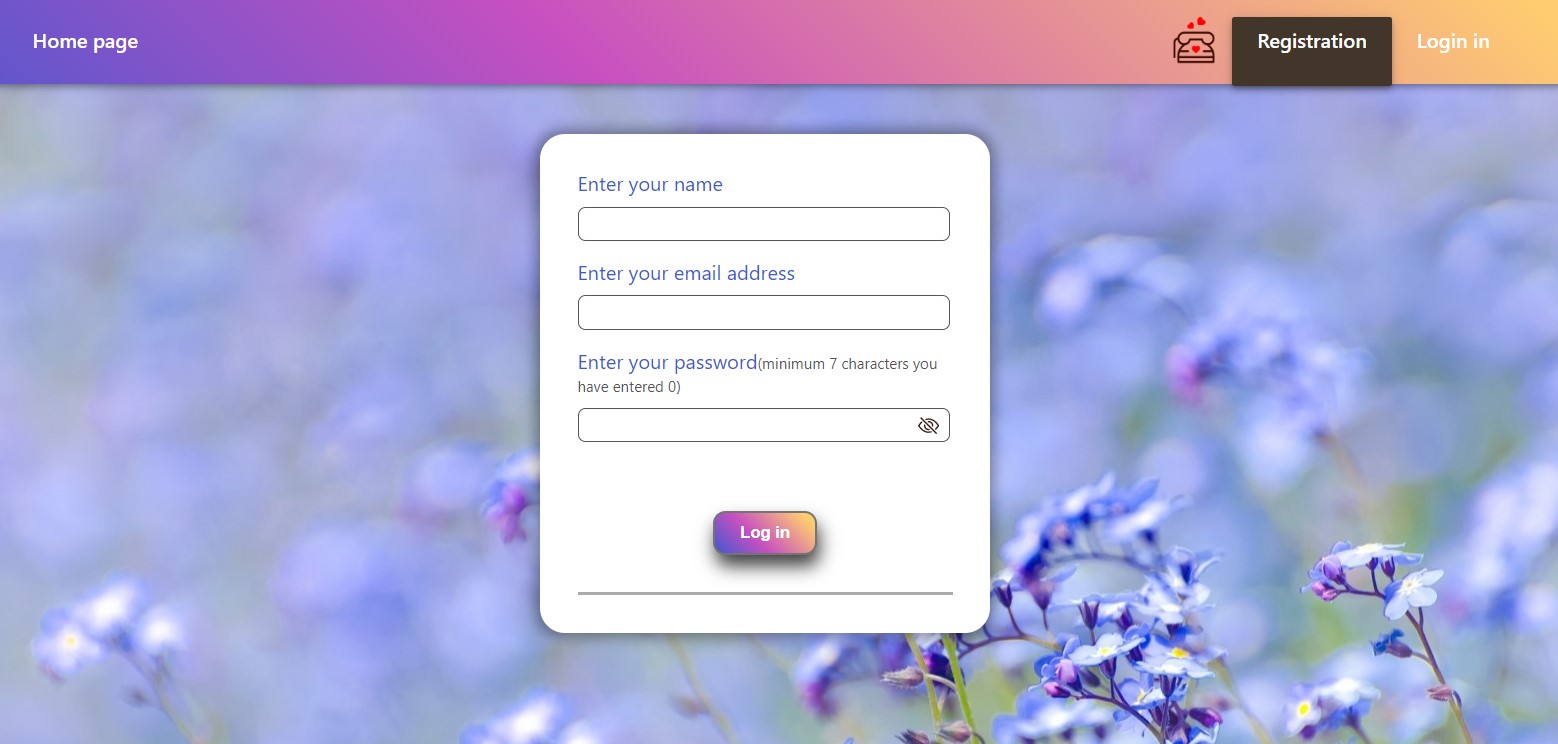 Home page
Registration
Login in
Enter your name
Enter your email address
Enter your password(minimum 7 characters you
have entered 0)
Log in